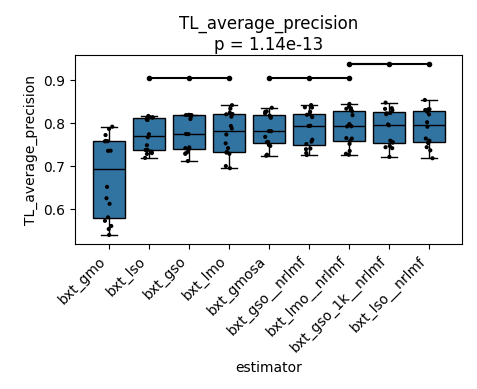 TL_average_precision
p = 1.14e-13
TL_average_precision
0.9
0.8
0.7
0.6
bxt_gmo
bxt_lso
bxt_gso
bxt_lmo
bxt_gmosa
bxt_gso__nrlmf
bxt_lmo__nrlmf
bxt_gso_1k__nrlmf
bxt_lso__nrlmf
estimator